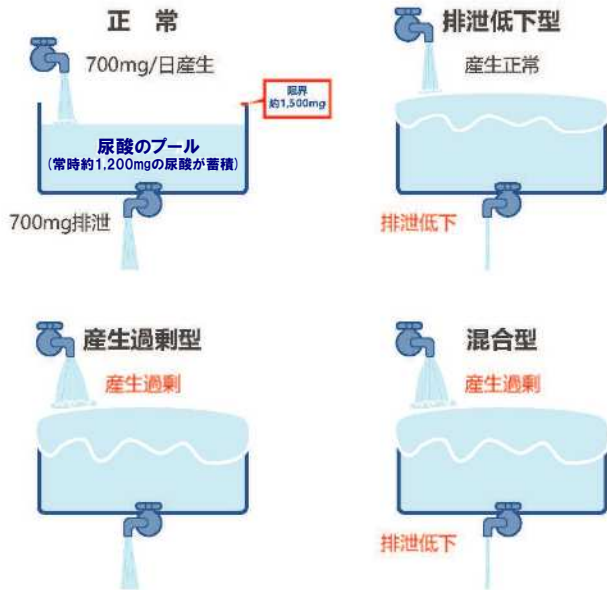 正　常
700mg/日産生
限界
約1,500mg
尿酸のプール
(常時約1,200mgの尿酸が蓄積)
700mg排泄
排泄低下型
産生正常
排泄低下
産生過剰型
産生過剰
混合型
産生過剰
排泄低下